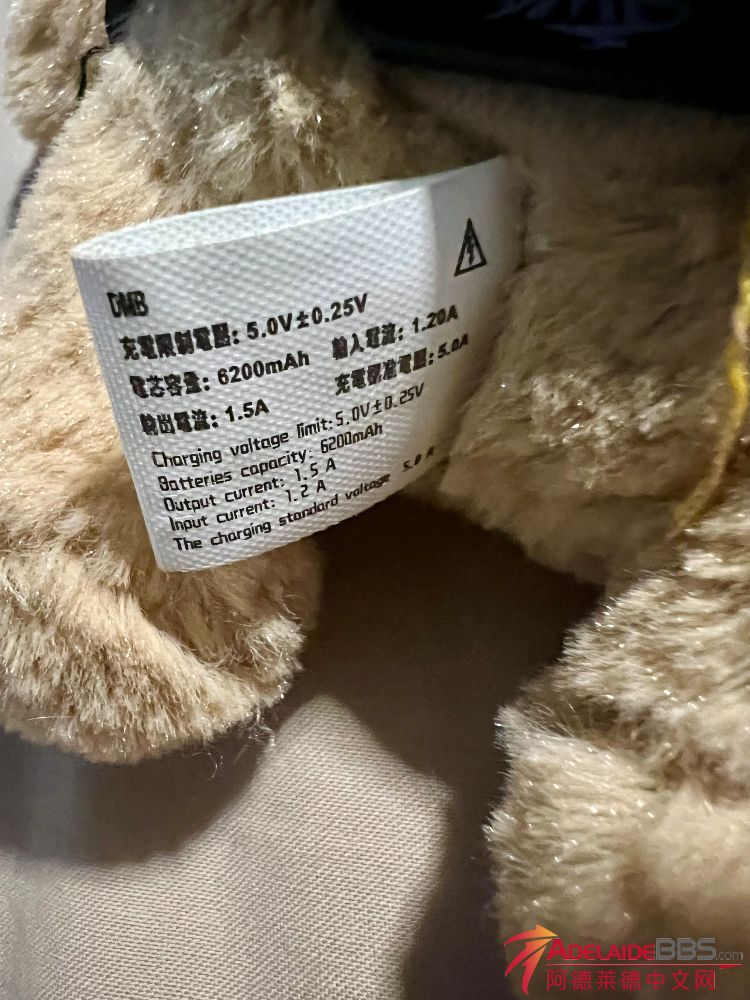 DMB
DMB
充電限制電壓: 5.0V±0.25V
電芯容量: 6200mAh 輸入電流: 1.20A
輸出電流: 1.5A 充電標准電壓: 5.0A
Charging voltage limit: 5.0V±0.25V
Batteries capacity: 6200mAh
Output current: 1.5 A
Input current: 1.2 A
The charging standard voltage 5.0 A
ADELAIDEBBS.com
阿德莱德中文网